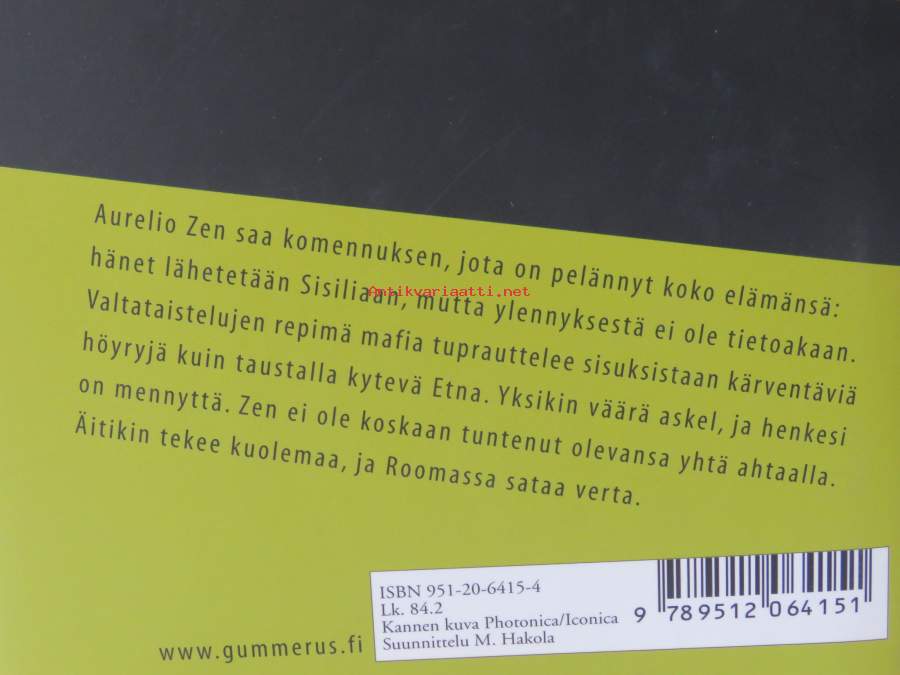 Aurelio Zen saa komennuksen, jota on pelännyt koko elämänsä:
hänet lähetetään Sisiliaan, mutta ylennyksestä ei ole tietoakaan.
Valtataistelujen repimä mafia tuprauttelee sisuksistaan kärventäviä
höyryjä kuin taustalla kytevä Etna. Yksikin väärä askel, ja henkesi
on mennyttä. Zen ei ole koskaan tuntenut olevansa yhtä ahtaalla.
Äitikin tekee kuolemaa, ja Roomassa sataa verta.
Antikvariaatti.net
www.gummerus.fi
ISBN 951-20-6415-4
Lk. 84.2
Kannen kuva Photonica/Iconica
Suunnittelu M. Hakola
9 789512 064151